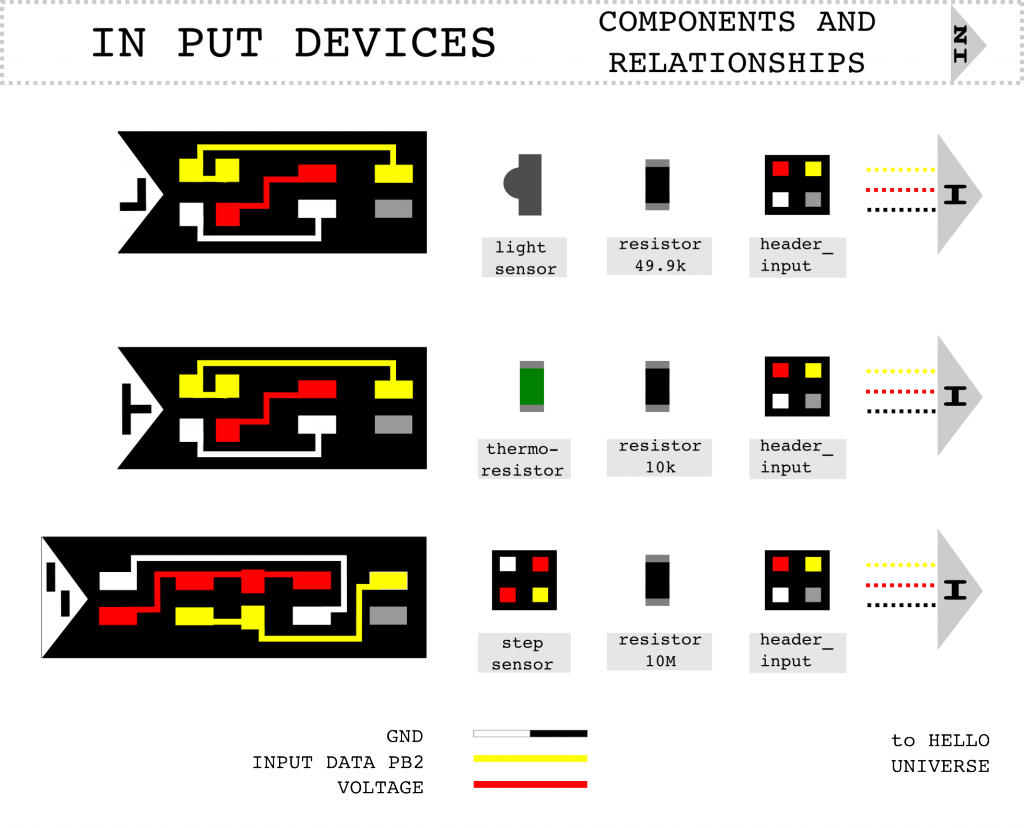 IN PUT DEVICES
COMPONENTS AND
RELATIONSHIPS
IN
L
light
sensor
resistor
49.9k
header_
input
H
T
thermo-
resistor
resistor
10k
header_
input
H
step
sensor
resistor
10M
header_
input
H
GND
INPUT DATA PB2
VOLTAGE
to HELLO
UNIVERSE